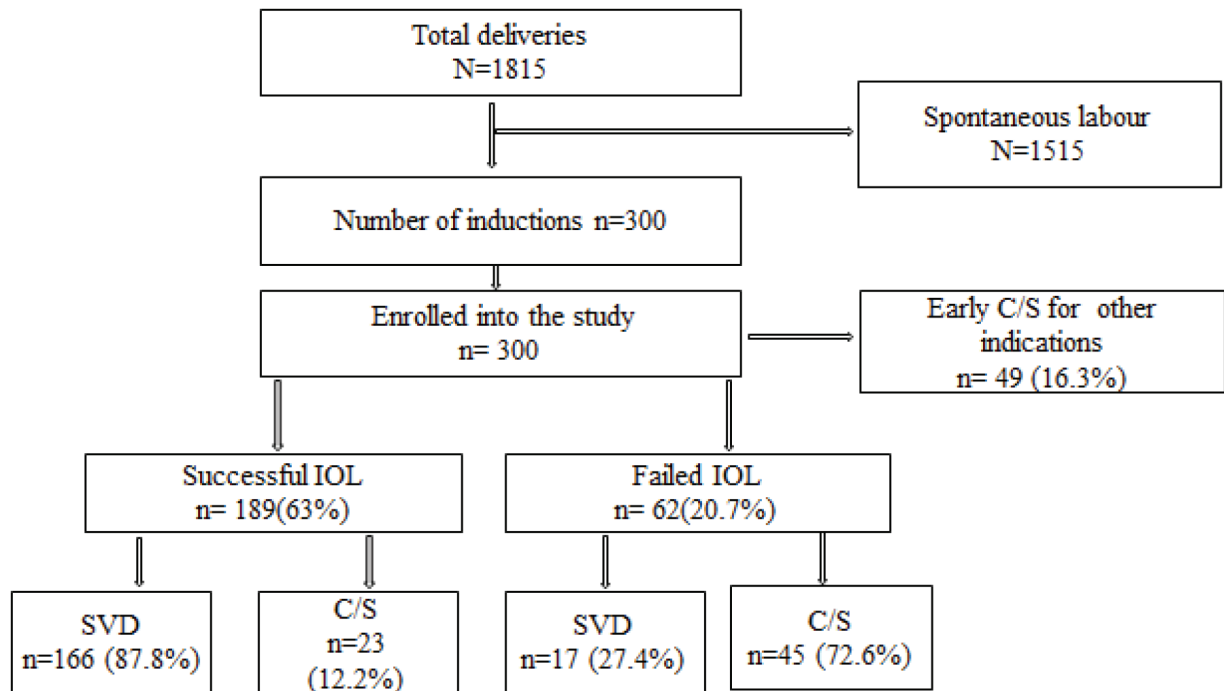 Total deliveries
N=1815
Spontaneous labour
N=1515
Number of inductions n=300
Enrolled into the study
n= 300
Early C/S for other
indications
n= 49 (16.3%)
Successful IOL
n= 189(63%)
Failed IOL
n= 62(20.7%)
SVD
n=166 (87.8%)
C/S
n=23
(12.2%)
SVD
n=17 (27.4%)
C/S
n=45 (72.6%)